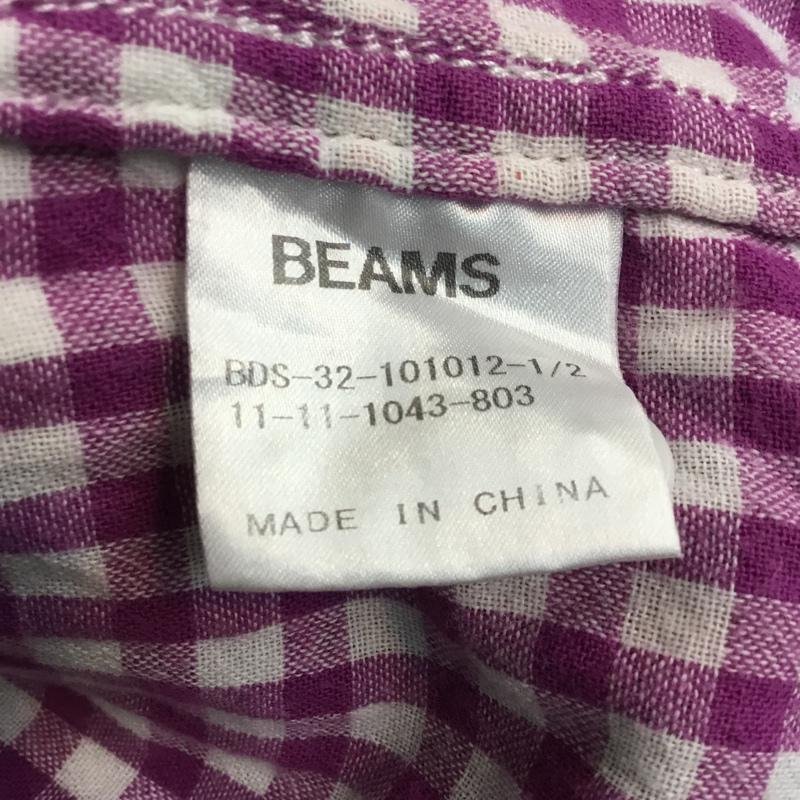 BEAMS
BDS-32-101012-1/2
11-11-1043-803
MADE IN CHINA